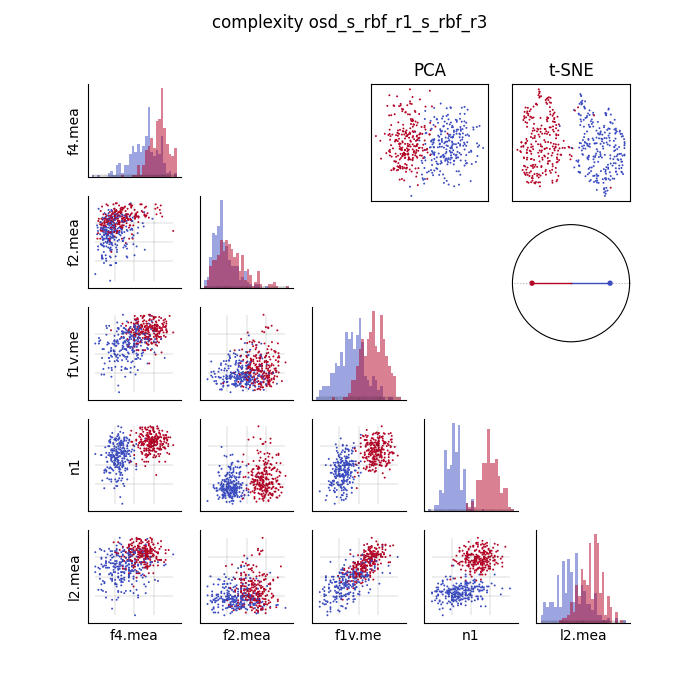 complexity osd_s_rbf_r1_s_rbf_r3
PCA
t-SNE
f4.mea
f2.mea
f1v.me
n1
l2.mea
f4.mea
f2.mea
f1v.me
n1
l2.mea